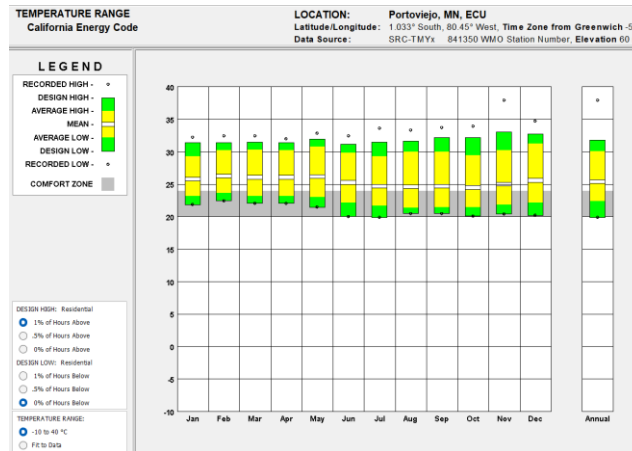 TEMPERATURE RANGE
California Energy Code
LOCATION: Portoviejo, MN, ECU
Latitude/Longitude: 1.033° South, 80.45° West, Time Zone from Greenwich -5
Data Source: SRC-TMYx 841350 WMO Station Number, Elevation 60
LEGEND
RECORDED HIGH -
DESIGN HIGH -
AVERAGE HIGH -
MEAN -
AVERAGE LOW -
DESIGN LOW -
RECORDED LOW -
COMFORT ZONE
DESIGN HIGH: Residential
1% of Hours Above
.5% of Hours Above
0% of Hours Above
DESIGN LOW: Residential
1% of Hours Below
.5% of Hours Below
0% of Hours Below
TEMPERATURE RANGE:
-10 to 40 °C
Fit to Data
40
35
30
25
20
15
10
5
0
-5
-10
Jan Feb Mar Apr May Jun Jul Aug Sep Oct Nov Dec Annual